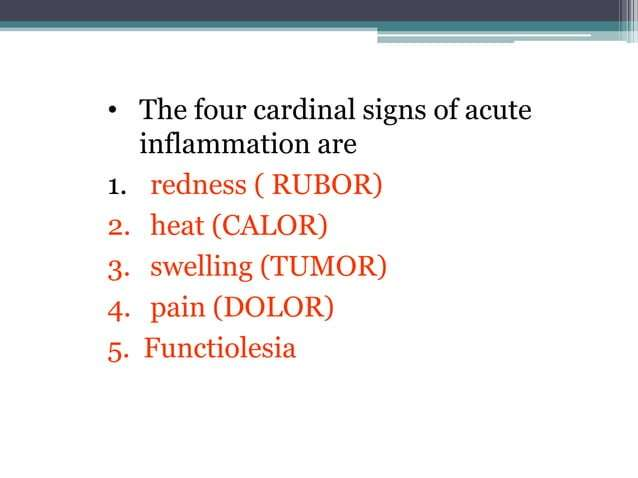 • The four cardinal signs of acute
inflammation are
1. redness ( RUBOR)
2. heat (CALOR)
3. swelling (TUMOR)
4. pain (DOLOR)
5. Functiolesia